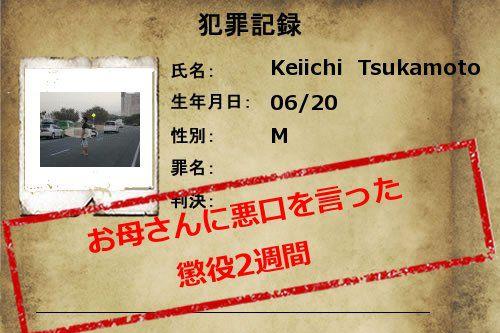 犯罪記録
氏名： Keiichi Tsukamoto
生年月日： 06/20
性別： M
罪名：
判決：
お母さんに悪口を言った
懲役2週間